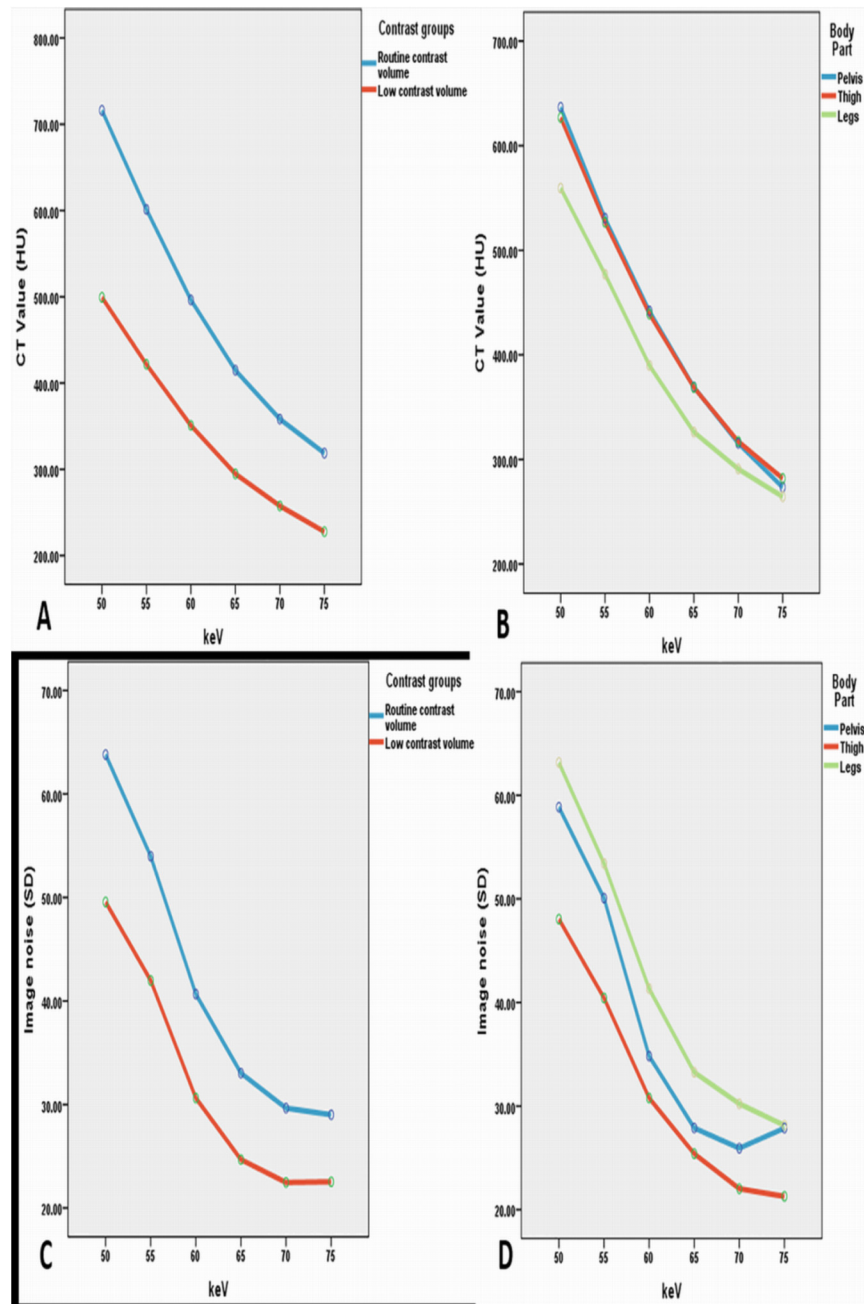 Contrast groups
Routine contrast
volume
Low contrast volume
800.00
700.00
600.00
500.00
400.00
300.00
200.00
CT Value (HU)
50 55 60 65 70 75
keV
A
Body
Part
Pelvis
Thigh
Legs
700.00
600.00
500.00
400.00
300.00
200.00
CT Value (HU)
50 55 60 65 70 75
keV
B
Contrast groups
Routine contrast
volume
Low contrast volume
70.00
60.00
50.00
40.00
30.00
20.00
Image noise (SD)
50 55 60 65 70 75
keV
C
Body
Part
Pelvis
Thigh
Legs
70.00
60.00
50.00
40.00
30.00
20.00
Image noise (SD)
50 55 60 65 70 75
keV
D